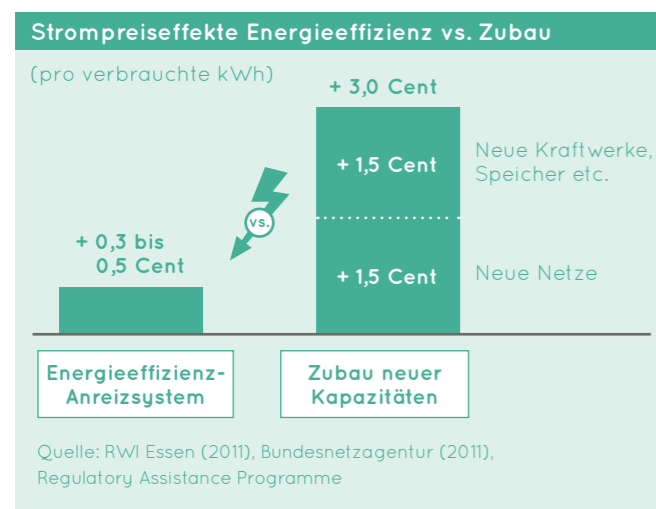 Strompreiseffekte Energieeffizienz vs. Zubau
(pro verbrauchte kWh)
+ 3,0 Cent
+ 1,5 Cent
Neue Kraftwerke,
Speicher etc.
vs.
+ 0,3 bis
0,5 Cent
+ 1,5 Cent
Neue Netze
Energieeffizienz-
Anreizsystem
Zubau neuer
Kapazitäten
Quelle: RWI Essen (2011), Bundesnetzagentur (2011),
Regulatory Assistance Programme